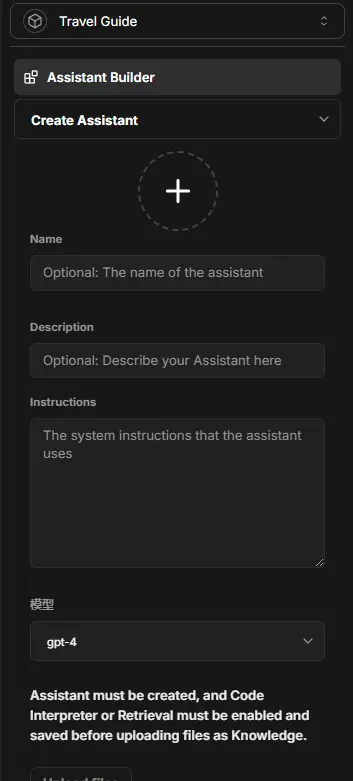 Travel Guide
Assistant Builder
Create Assistant
Name
Optional: The name of the assistant
Description
Optional: Describe your Assistant here
Instructions
The system instructions that the assistant
uses
模型
gpt-4
Assistant must be created, and Code
Interpreter or Retrieval must be enabled and
saved before uploading files as Knowledge.
Upload files